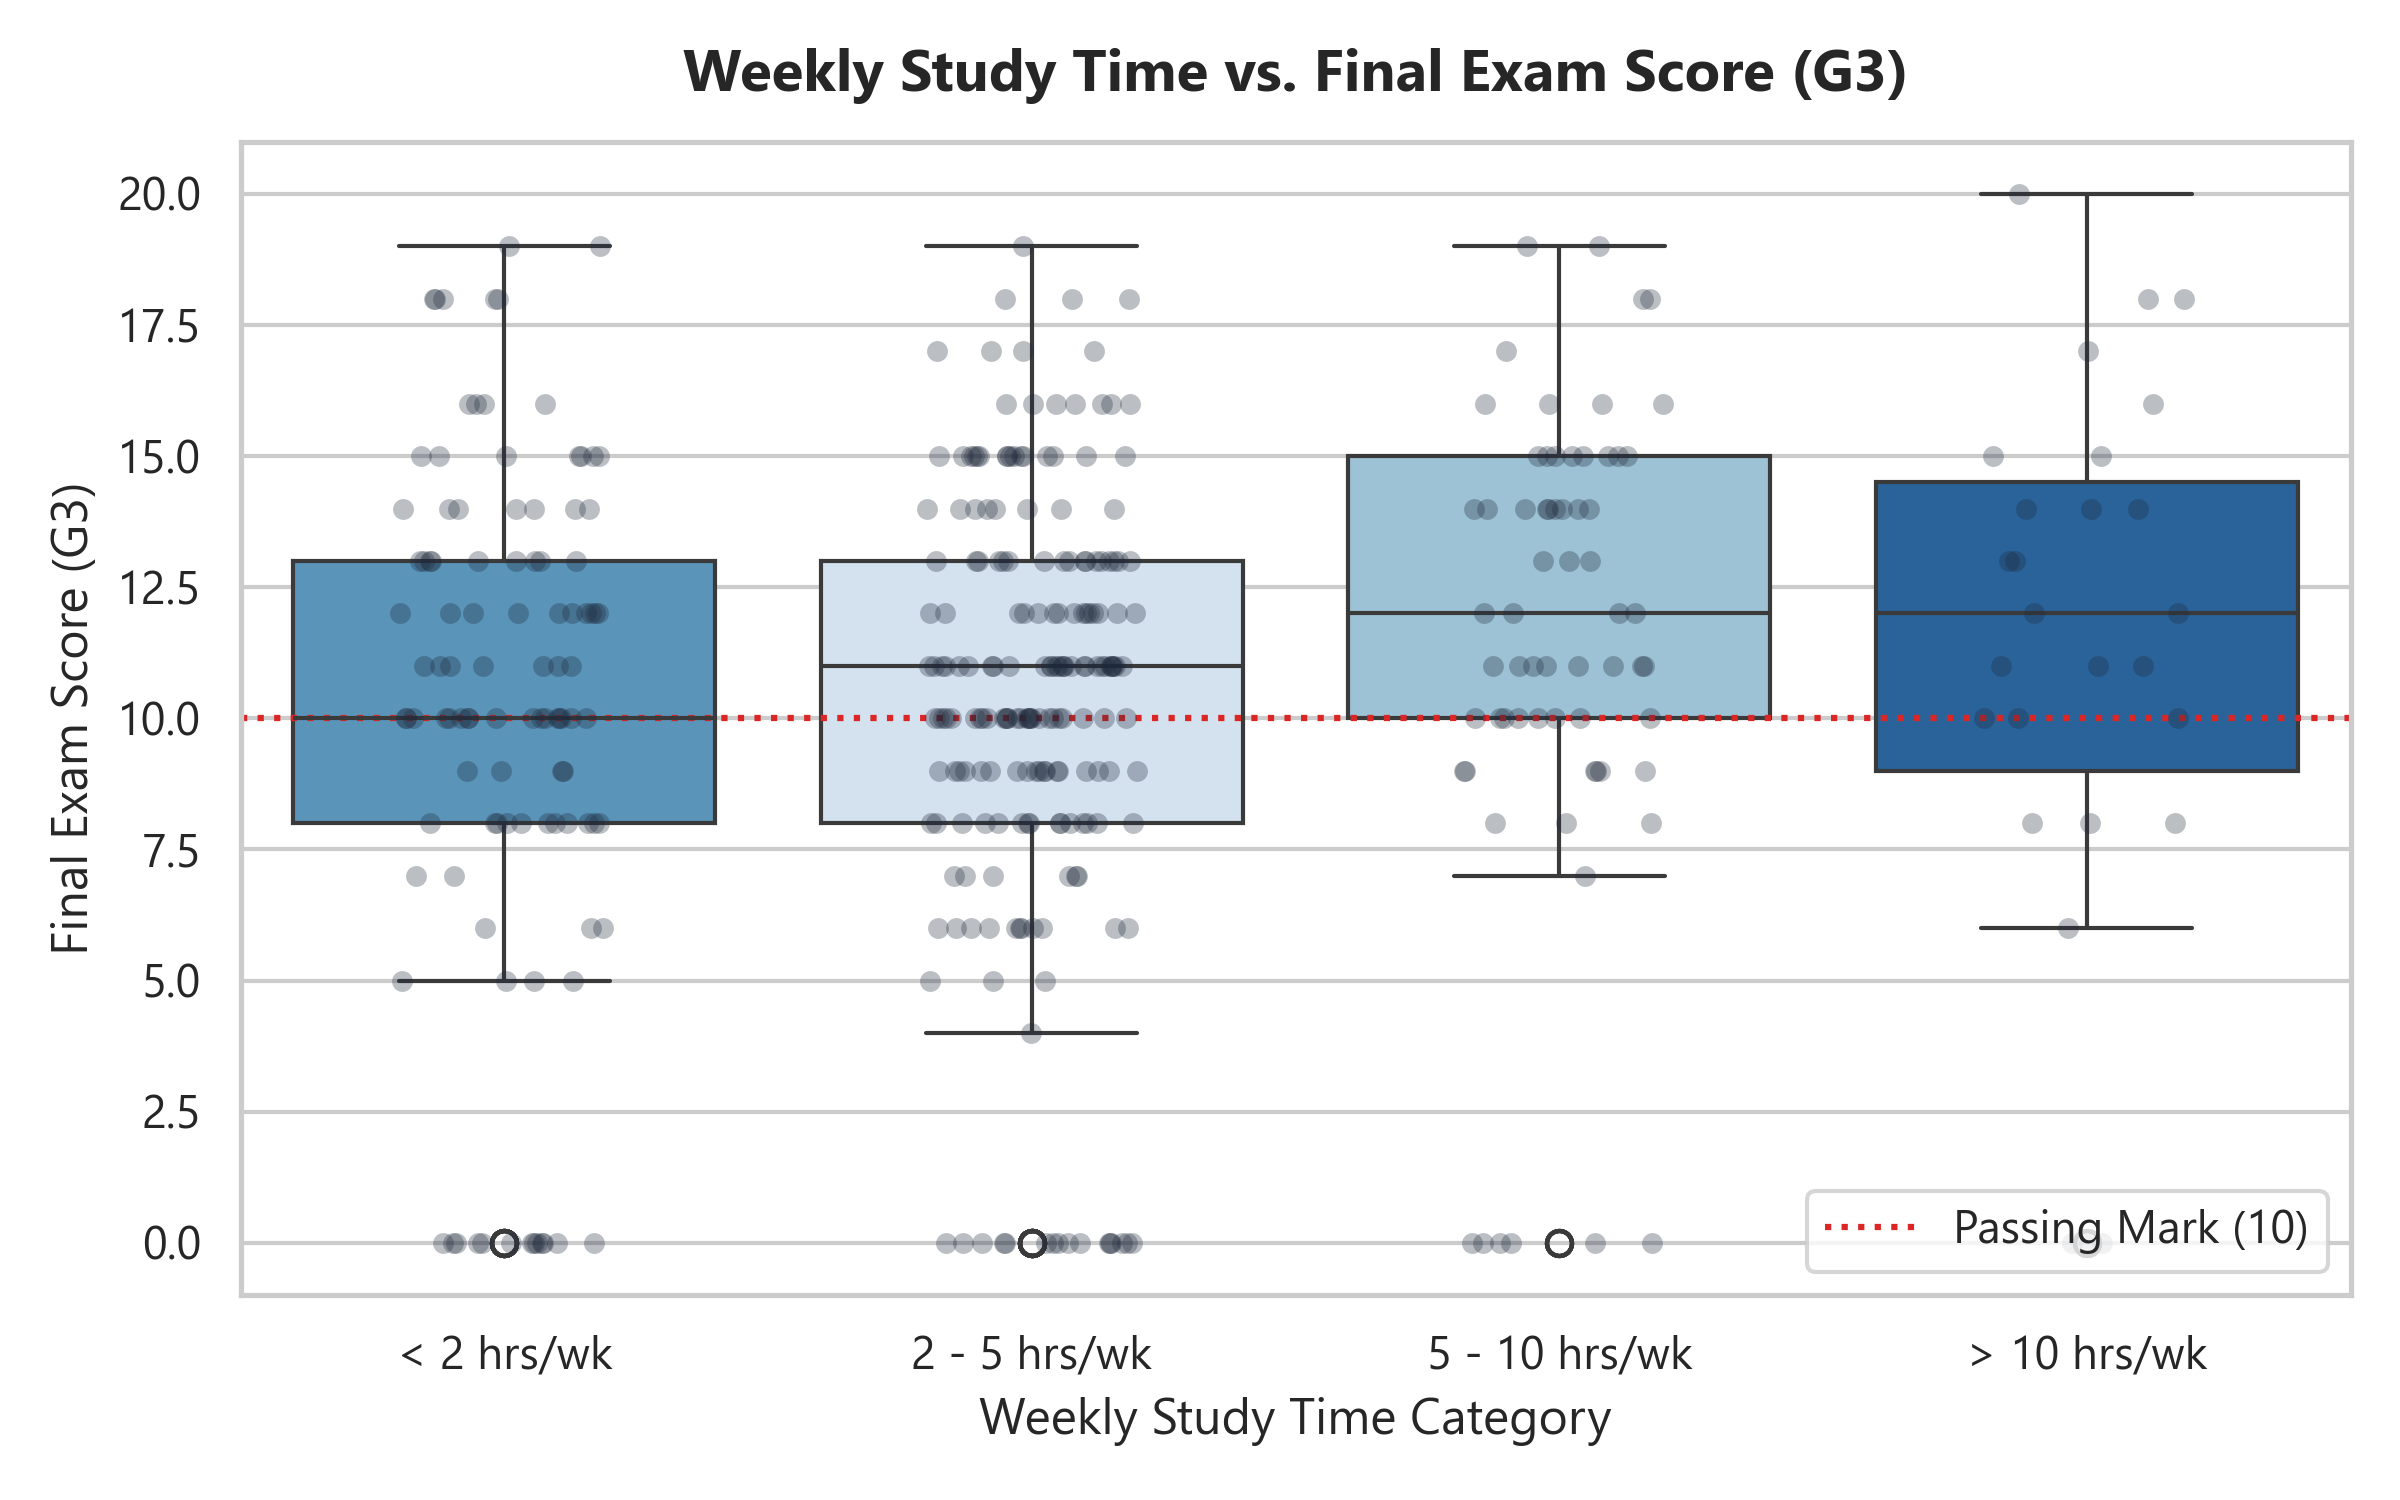 Weekly Study Time vs. Final Exam Score (G3)
Final Exam Score (G3)
20.0
17.5
15.0
12.5
10.0
7.5
5.0
2.5
0.0
Passing Mark (10)
< 2 hrs/wk
2 - 5 hrs/wk
5 - 10 hrs/wk
> 10 hrs/wk
Weekly Study Time Category